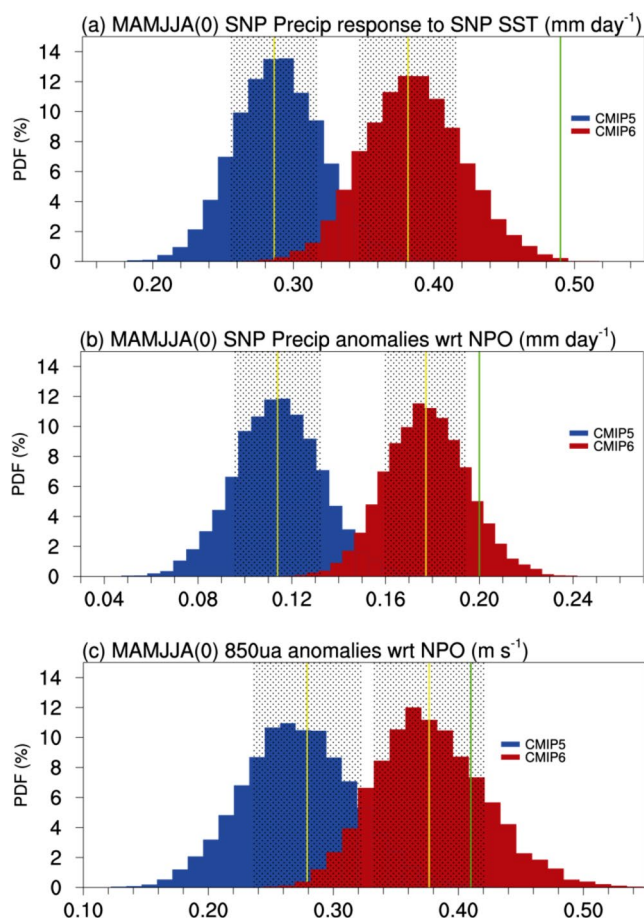 (a) MAMJJA(0) SNP Precip response to SNP SST (mm day⁻¹)
14
12
10
8
6
4
2
0
PDF (%)
CMIP5
CMIP6
0.20 0.30 0.40 0.50
(b) MAMJJA(0) SNP Precip anomalies wrt NPO (mm day⁻¹)
14
12
10
8
6
4
2
0
PDF (%)
CMIP5
CMIP6
0.04 0.08 0.12 0.16 0.20 0.24
(c) MAMJJA(0) 850ua anomalies wrt NPO (m s⁻¹)
14
12
10
8
6
4
2
0
PDF (%)
CMIP5
CMIP6
0.10 0.20 0.30 0.40 0.50